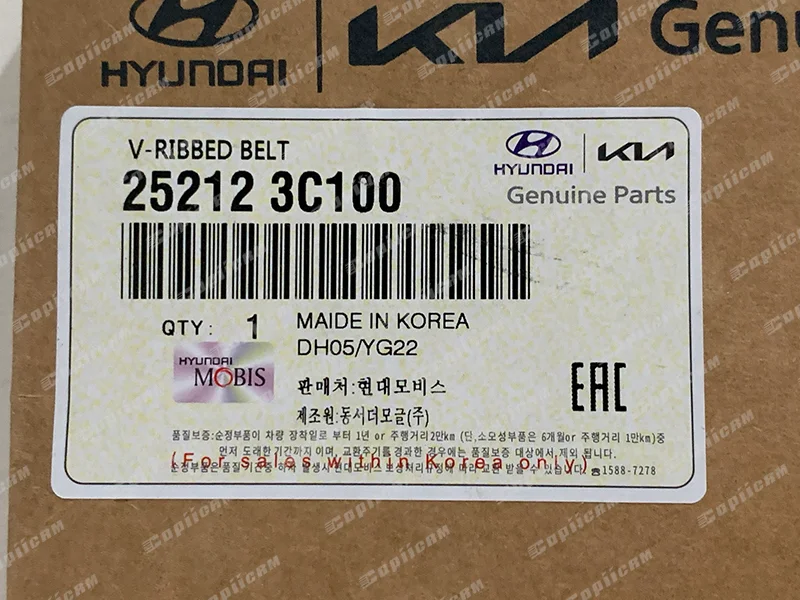 HYUNDAI KIA Genu
V-RIBBED BELT
HYUNDAI KIA
25212 3C100
Genuine Parts
QTY: 1
MAIDE IN KOREA
DH05/YG22
HYUNDAI
MOBIS
판매처:현대모비스
EAC
제조원:동서더모글(주)
품질보증:순정부품이 차량 장착일로 부터 1년 or 주행거리2만km (딘,소모성부품은 6개월or 주행거리 1만km)중
먼저 도래한기간까지 이며, 교환주기를 경과한 경우에는 품질보증 대상에서 제외 됩니다.
(For sales within Korea only)
☎1588-7278
Copiicam